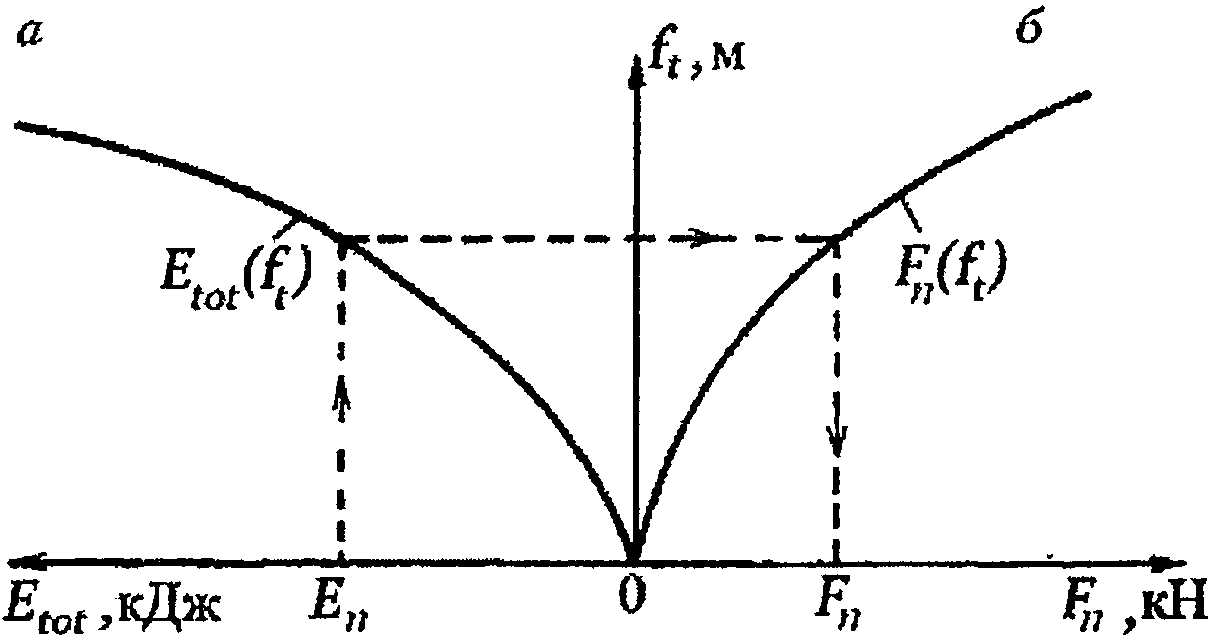 а
б
f_t, м
E_tot(f_t)
F_n(f_t)
E_tot, кДж
E_n
0
F_n
F_n, кН